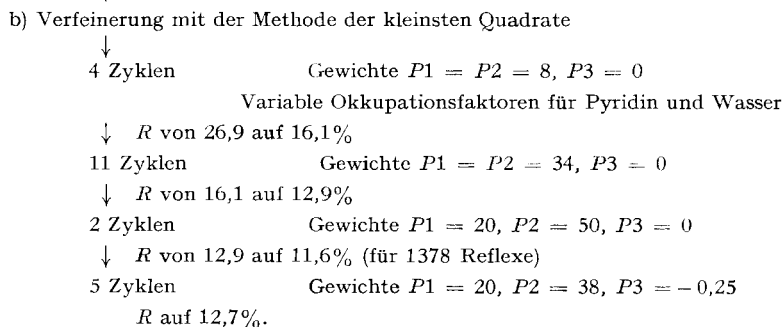 b) Verfeinerung mit der Methode der kleinsten Quadrate
↓
4 Zyklen Gewichte P1 = P2 = 8, P3 = 0
Variable Okkupationsfaktoren für Pyridin und Wasser
↓ R von 26,9 auf 16,1%
11 Zyklen Gewichte P1 = P2 = 34, P3 = 0
↓ R von 16,1 auf 12,9%
2 Zyklen Gewichte P1 = 20, P2 = 50, P3 = 0
↓ R von 12,9 auf 11,6% (für 1378 Reflexe)
5 Zyklen Gewichte P1 = 20, P2 = 38, P3 = – 0,25
R auf 12,7%.